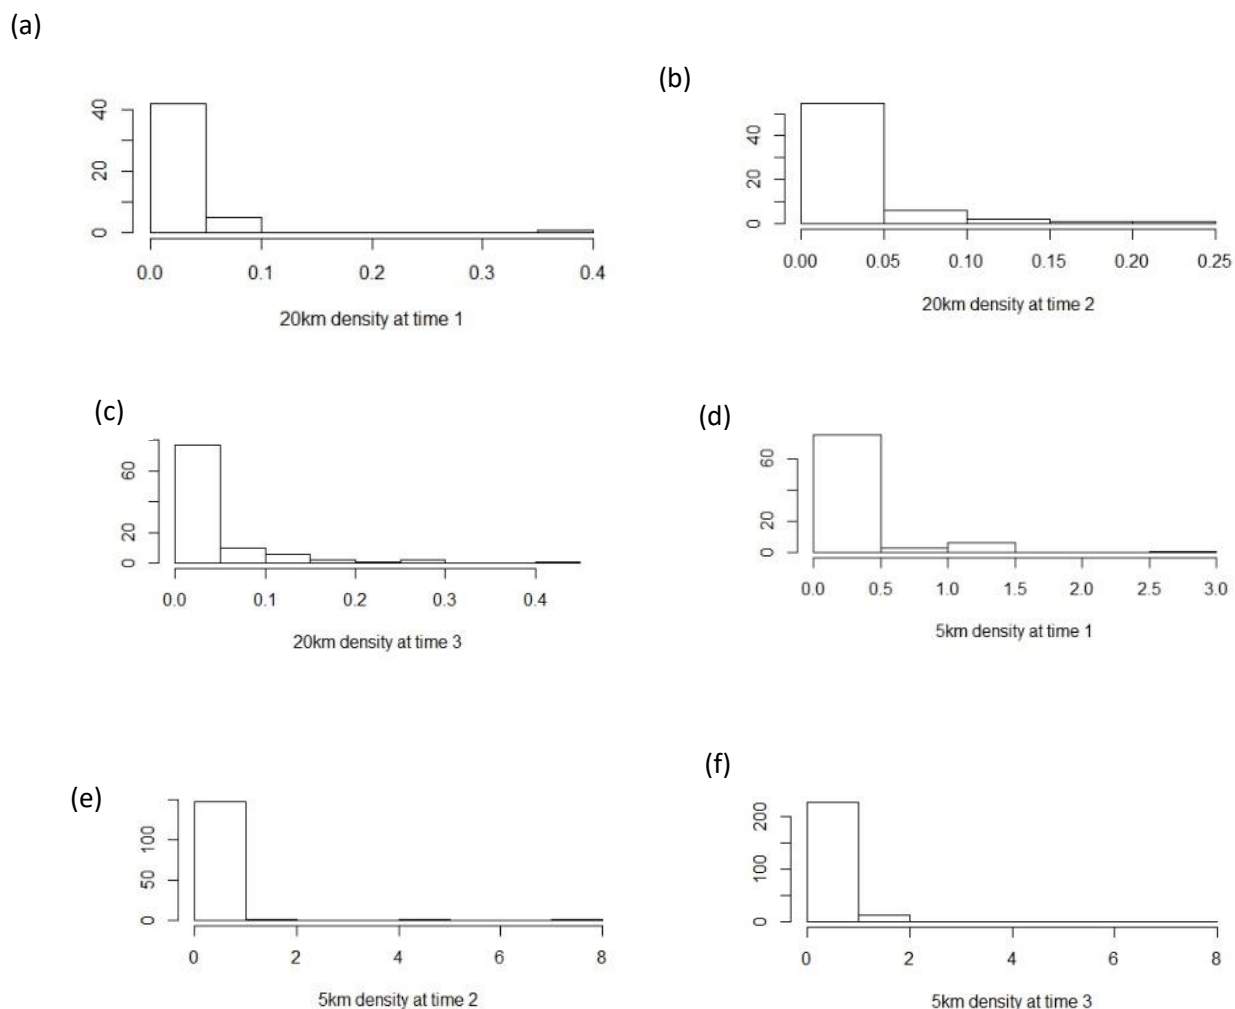 (a)
40
20
0
0.0 0.1 0.2 0.3 0.4
20km density at time 1
(b)
40
20
0
0.00 0.05 0.10 0.15 0.20 0.25
20km density at time 2
(c)
60
20
0
0.0 0.1 0.2 0.3 0.4
20km density at time 3
(d)
60
20
0
0.0 0.5 1.0 1.5 2.0 2.5 3.0
5km density at time 1
(e)
100
50
0
0 2 4 6 8
5km density at time 2
(f)
200
100
0
0 2 4 6 8
5km density at time 3